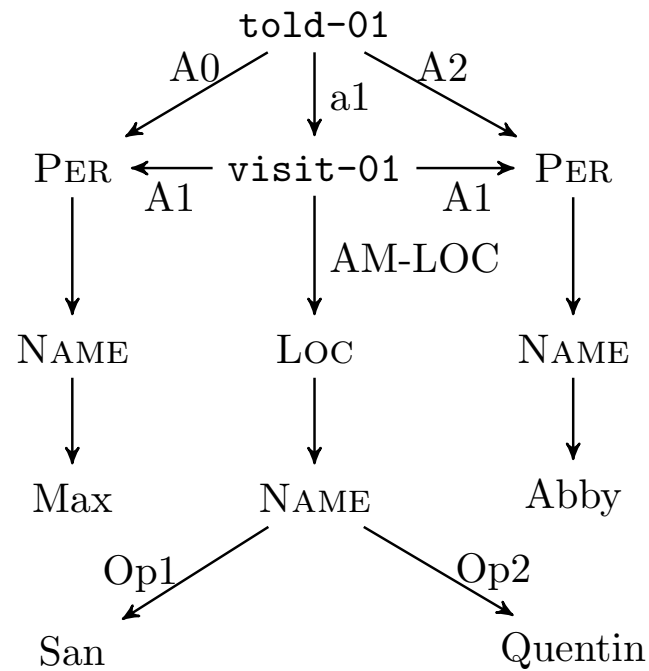 told-01
A0 a1 A2
PER visit-01 PER
A1 A1
AM-LOC
NAME LOC NAME
Max NAME Abby
Op1 Op2
San Quentin